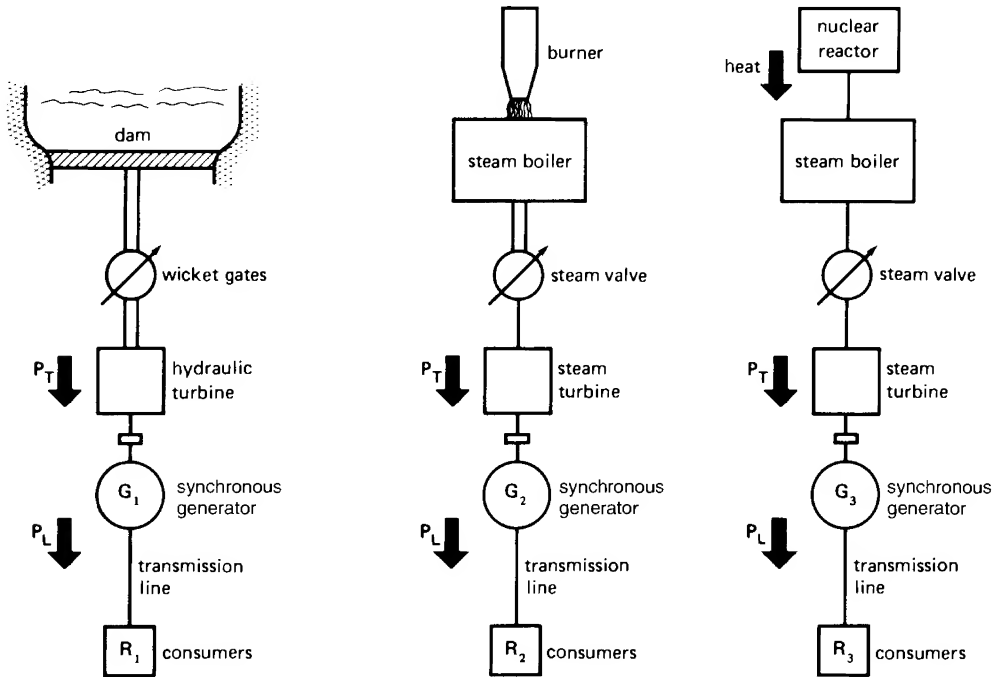 dam
wicket gates
P_T
hydraulic
turbine
G_1
synchronous
generator
P_L
transmission
line
R_1
consumers
burner
steam boiler
steam valve
P_T
steam
turbine
G_2
synchronous
generator
P_L
transmission
line
R_2
consumers
nuclear
reactor
heat
steam boiler
steam valve
P_T
steam
turbine
G_3
synchronous
generator
P_L
transmission
line
R_3
consumers